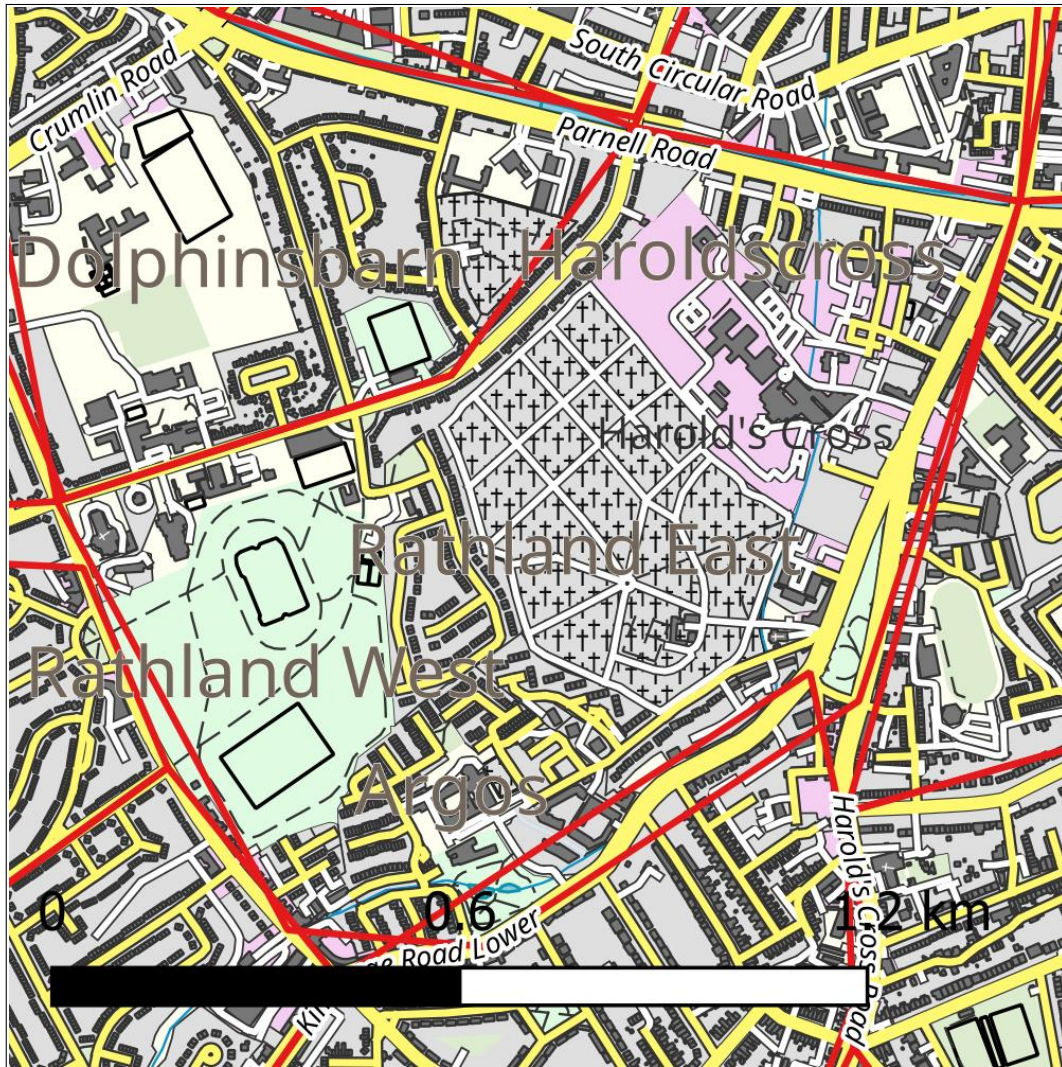 South Circular Road
Crumlin Road
Parnell Road
Dolphinsbarn
Haroldscross
Harold's Cross
Rathland East
Rathland West
Argos
Harold's Cross Road
0
0.6
1.2 km
Road Lower